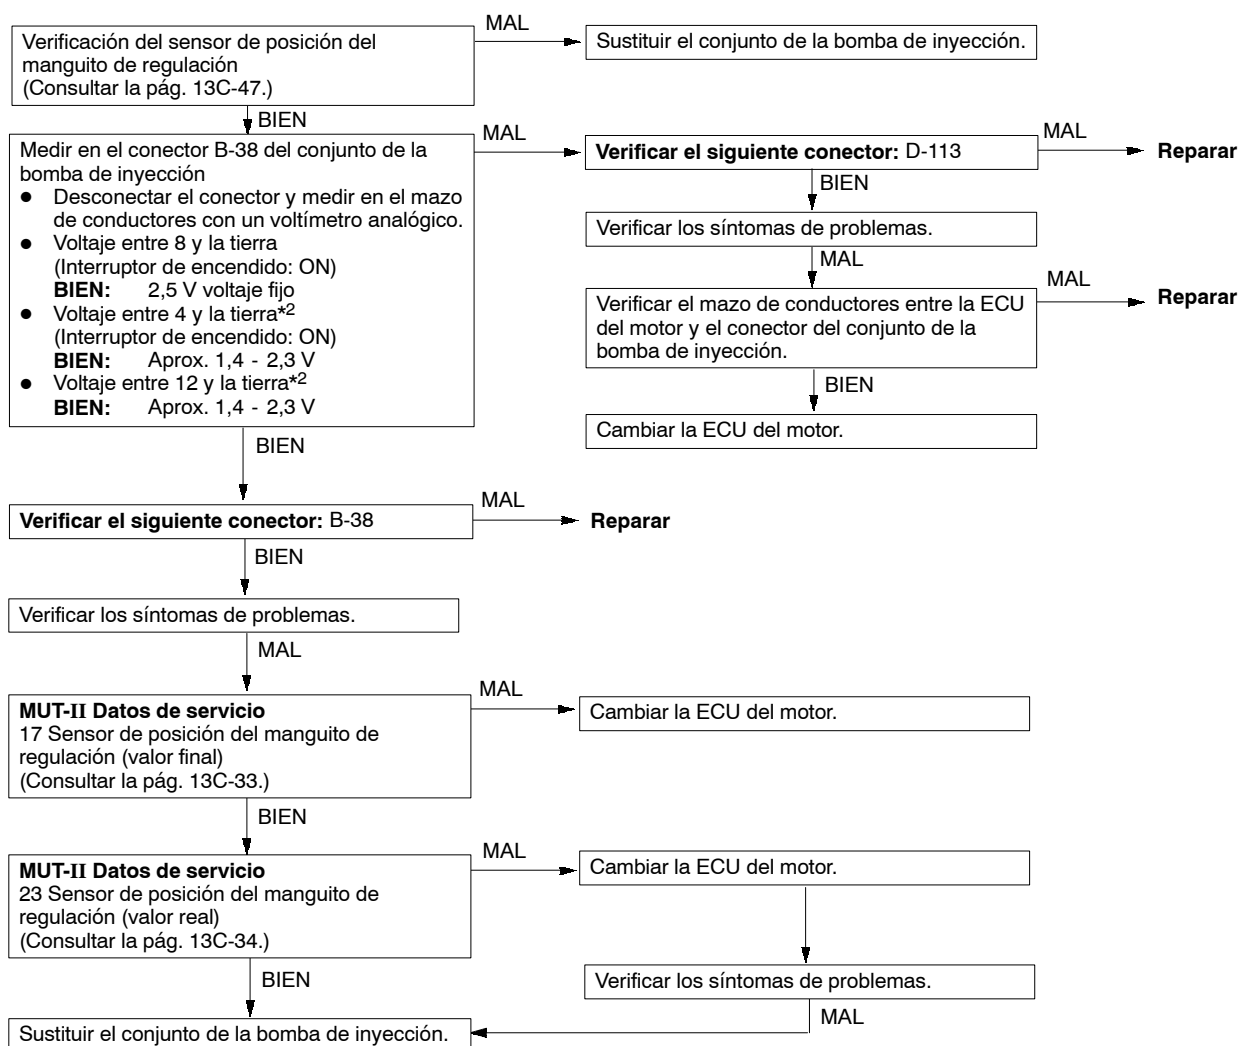 Verificación del sensor de posición del
manguito de regulación
(Consultar la pág. 13C-47.)
MAL
Sustituir el conjunto de la bomba de inyección.
BIEN
Medir en el conector B-38 del conjunto de la
bomba de inyección
● Desconectar el conector y medir en el mazo
de conductores con un voltímetro analógico.
● Voltaje entre 8 y la tierra
(Interruptor de encendido: ON)
BIEN: 2,5 V voltaje fijo
● Voltaje entre 4 y la tierra*2
(Interruptor de encendido: ON)
BIEN: Aprox. 1,4 - 2,3 V
● Voltaje entre 12 y la tierra*2
BIEN: Aprox. 1,4 - 2,3 V
MAL
Verificar el siguiente conector: D-113
MAL
Reparar
BIEN
Verificar los síntomas de problemas.
MAL
Verificar el mazo de conductores entre la ECU
del motor y el conector del conjunto de la
bomba de inyección.
MAL
Reparar
BIEN
Cambiar la ECU del motor.
BIEN
Verificar el siguiente conector: B-38
MAL
Reparar
BIEN
Verificar los síntomas de problemas.
MAL
MUT-II Datos de servicio
17 Sensor de posición del manguito de
regulación (valor final)
(Consultar la pág. 13C-33.)
MAL
Cambiar la ECU del motor.
BIEN
MUT-II Datos de servicio
23 Sensor de posición del manguito de
regulación (valor real)
(Consultar la pág. 13C-34.)
MAL
Cambiar la ECU del motor.
Verificar los síntomas de problemas.
MAL
BIEN
Sustituir el conjunto de la bomba de inyección.